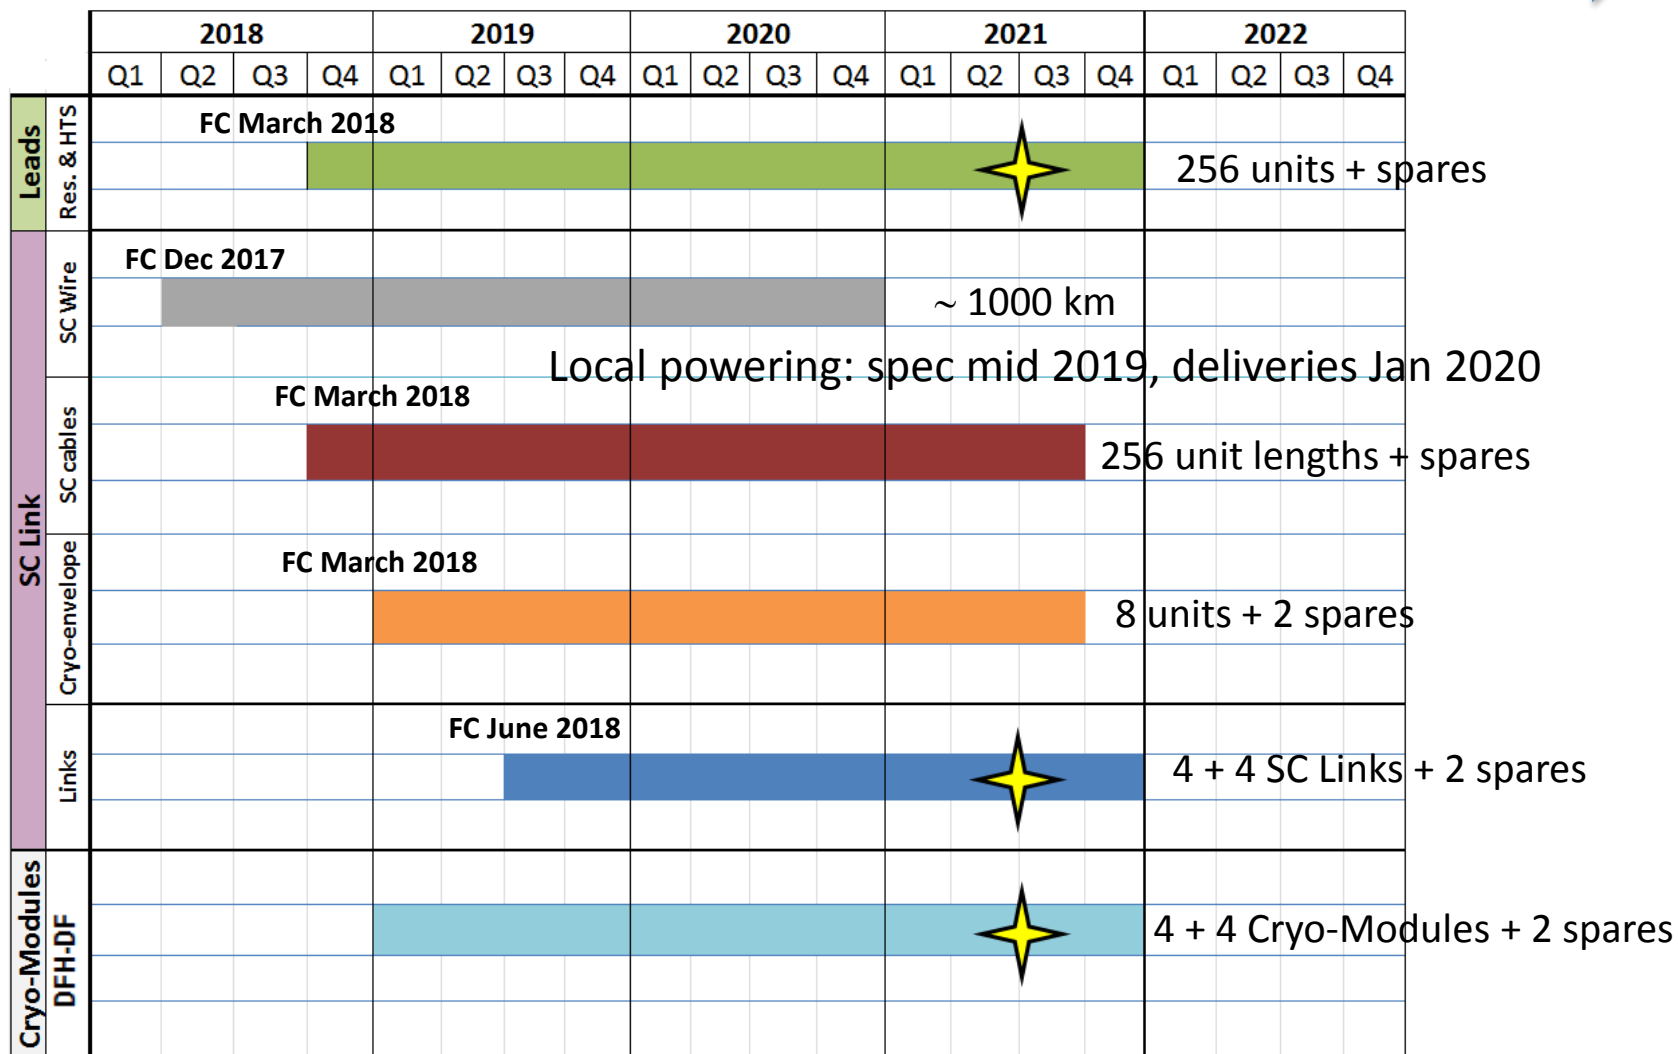 2018 2019 2020 2021 2022
Q1 Q2 Q3 Q4 Q1 Q2 Q3 Q4 Q1 Q2 Q3 Q4 Q1 Q2 Q3 Q4 Q1 Q2 Q3 Q4
Leads
Res. & HTS
FC March 2018
256 units + spares
SC Link
SC Wire
FC Dec 2017
~ 1000 km
Local powering: spec mid 2019, deliveries Jan 2020
SC cables
FC March 2018
256 unit lengths + spares
Cryo-envelope
FC March 2018
8 units + 2 spares
Links
FC June 2018
4 + 4 SC Links + 2 spares
Cryo-Modules
DFH-DF
4 + 4 Cryo-Modules + 2 spares